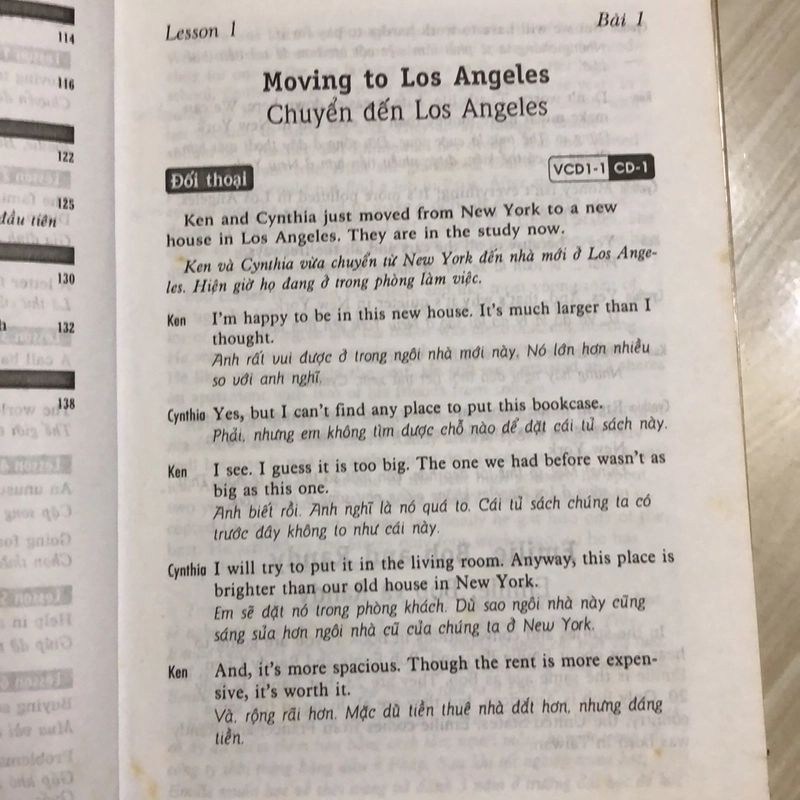 114
116
122
125
đầu tiên
130
132
138
Lesson 1
Bài 1
Moving to Los Angeles
Chuyển đến Los Angeles
Đối thoại
VCD1-1 CD-1
Ken and Cynthia just moved from New York to a new
house in Los Angeles. They are in the study now.
Ken và Cynthia vừa chuyển từ New York đến nhà mới ở Los Ange-
les. Hiện giờ họ đang ở trong phòng làm việc.
Ken I'm happy to be in this new house. It's much larger than I
thought.
Anh rất vui được ở trong ngôi nhà mới này. Nó lớn hơn nhiều
so với anh nghĩ.
Cynthia Yes, but I can't find any place to put this bookcase.
Phải, nhưng em không tìm được chỗ nào để đặt cái tủ sách này.
Ken I see. I guess it is too big. The one we had before wasn't as
big as this one.
Anh biết rồi. Anh nghĩ là nó quá to. Cái tủ sách chúng ta có
trước đây không to như cái này.
Cynthia I will try to put it in the living room. Anyway, this place is
brighter than our old house in New York.
Em sẽ đặt nó trong phòng khách. Dù sao ngôi nhà này cũng
sáng sủa hơn ngôi nhà cũ của chúng ta ở New York.
Ken And, it's more spacious. Though the rent is more expen-
sive, it's worth it.
Và, rộng rãi hơn. Mặc dù tiền thuê nhà đắt hơn, nhưng đáng
tiền.